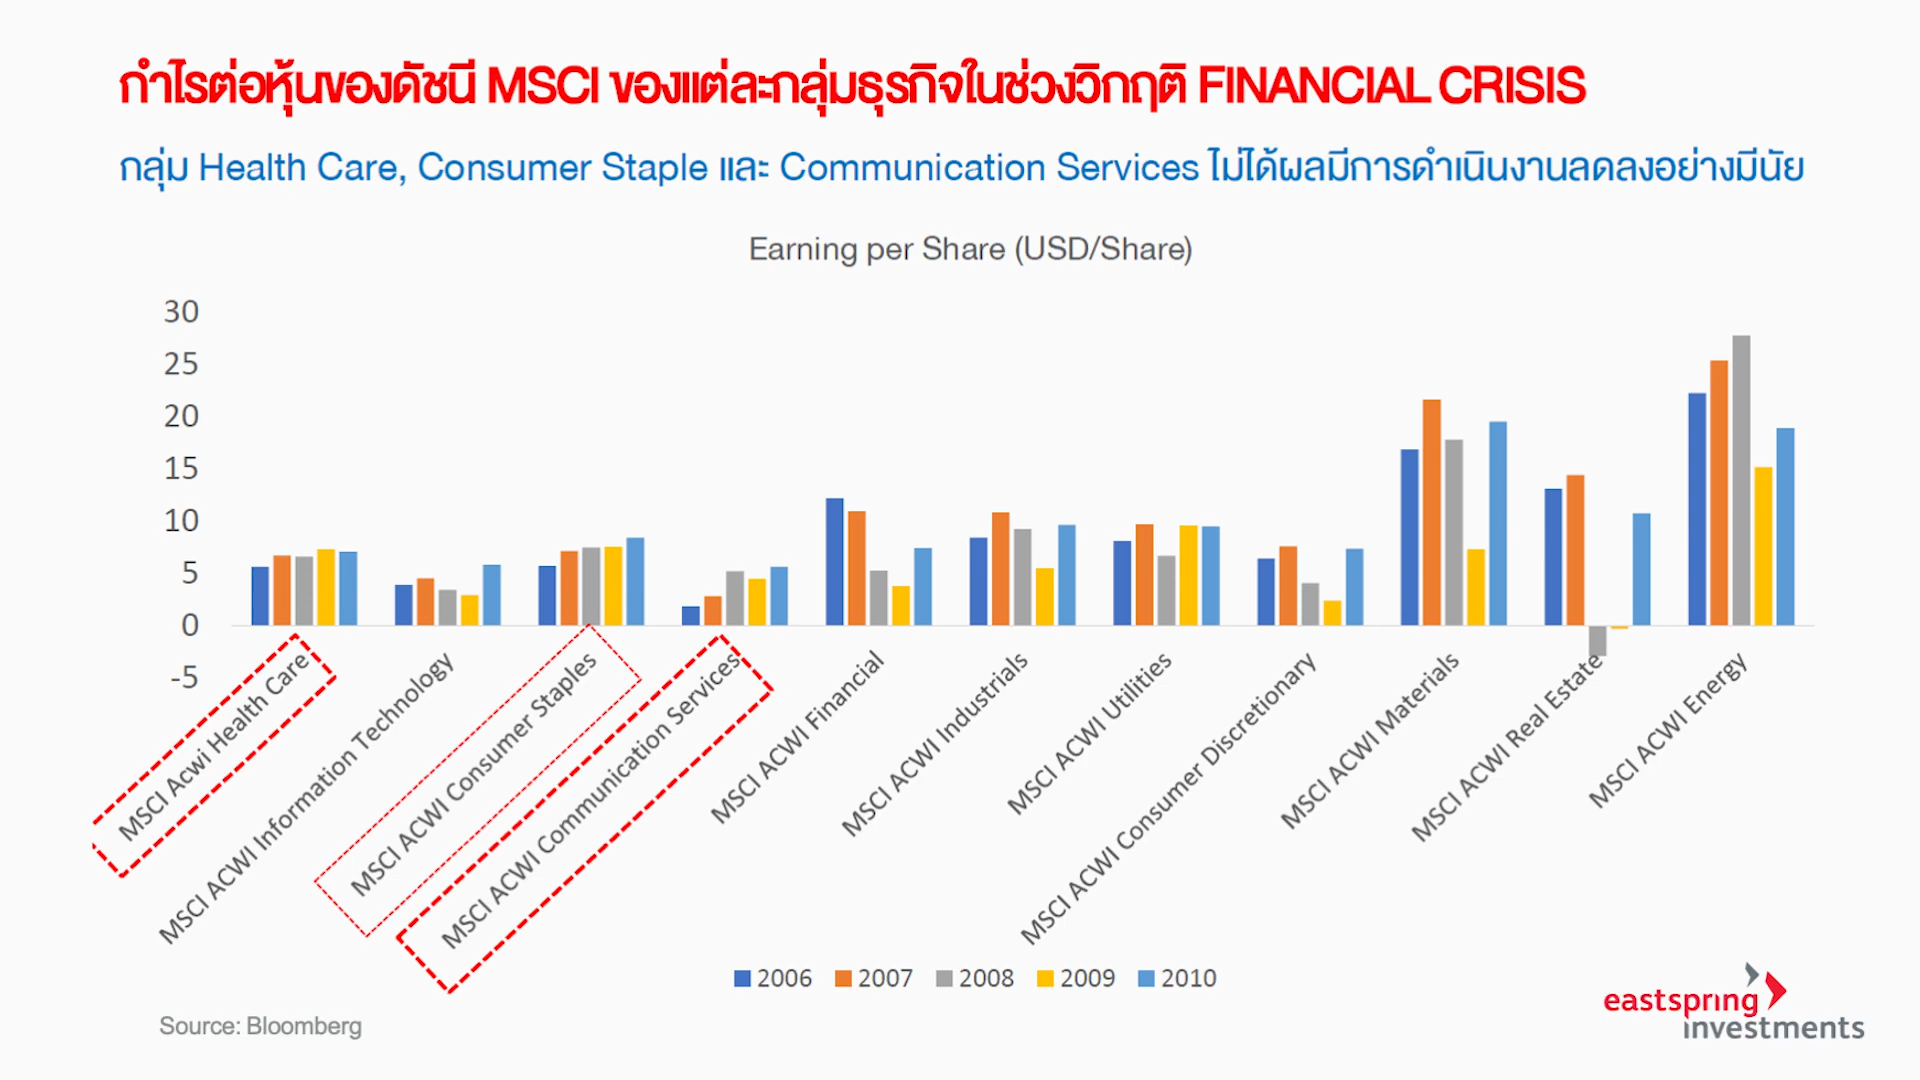 กำไรต่อหุ้นของดัชนี MSCI ของแต่ละกลุ่มธุรกิจในช่วงวิกฤติ FINANCIAL CRISIS
กลุ่ม Health Care, Consumer Staple และ Communication Services ไม่ได้ผลมีการดำเนินงานลดลงอย่างมีนัย
Earning per Share (USD/Share)
30
25
20
15
10
5
0
-5
MSCI Acwi Health Care
MSCI ACWI Information Technology
MSCI ACWI Consumer Staples
MSCI ACWI Communication Services
MSCI ACWI Financial
MSCI ACWI Industrials
MSCI ACWI Utilities
MSCI ACWI Consumer Discretionary
MSCI ACWI Materials
MSCI ACWI Real Estate
MSCI ACWI Energy
2006 2007 2008 2009 2010
Source: Bloomberg
eastspring
investments